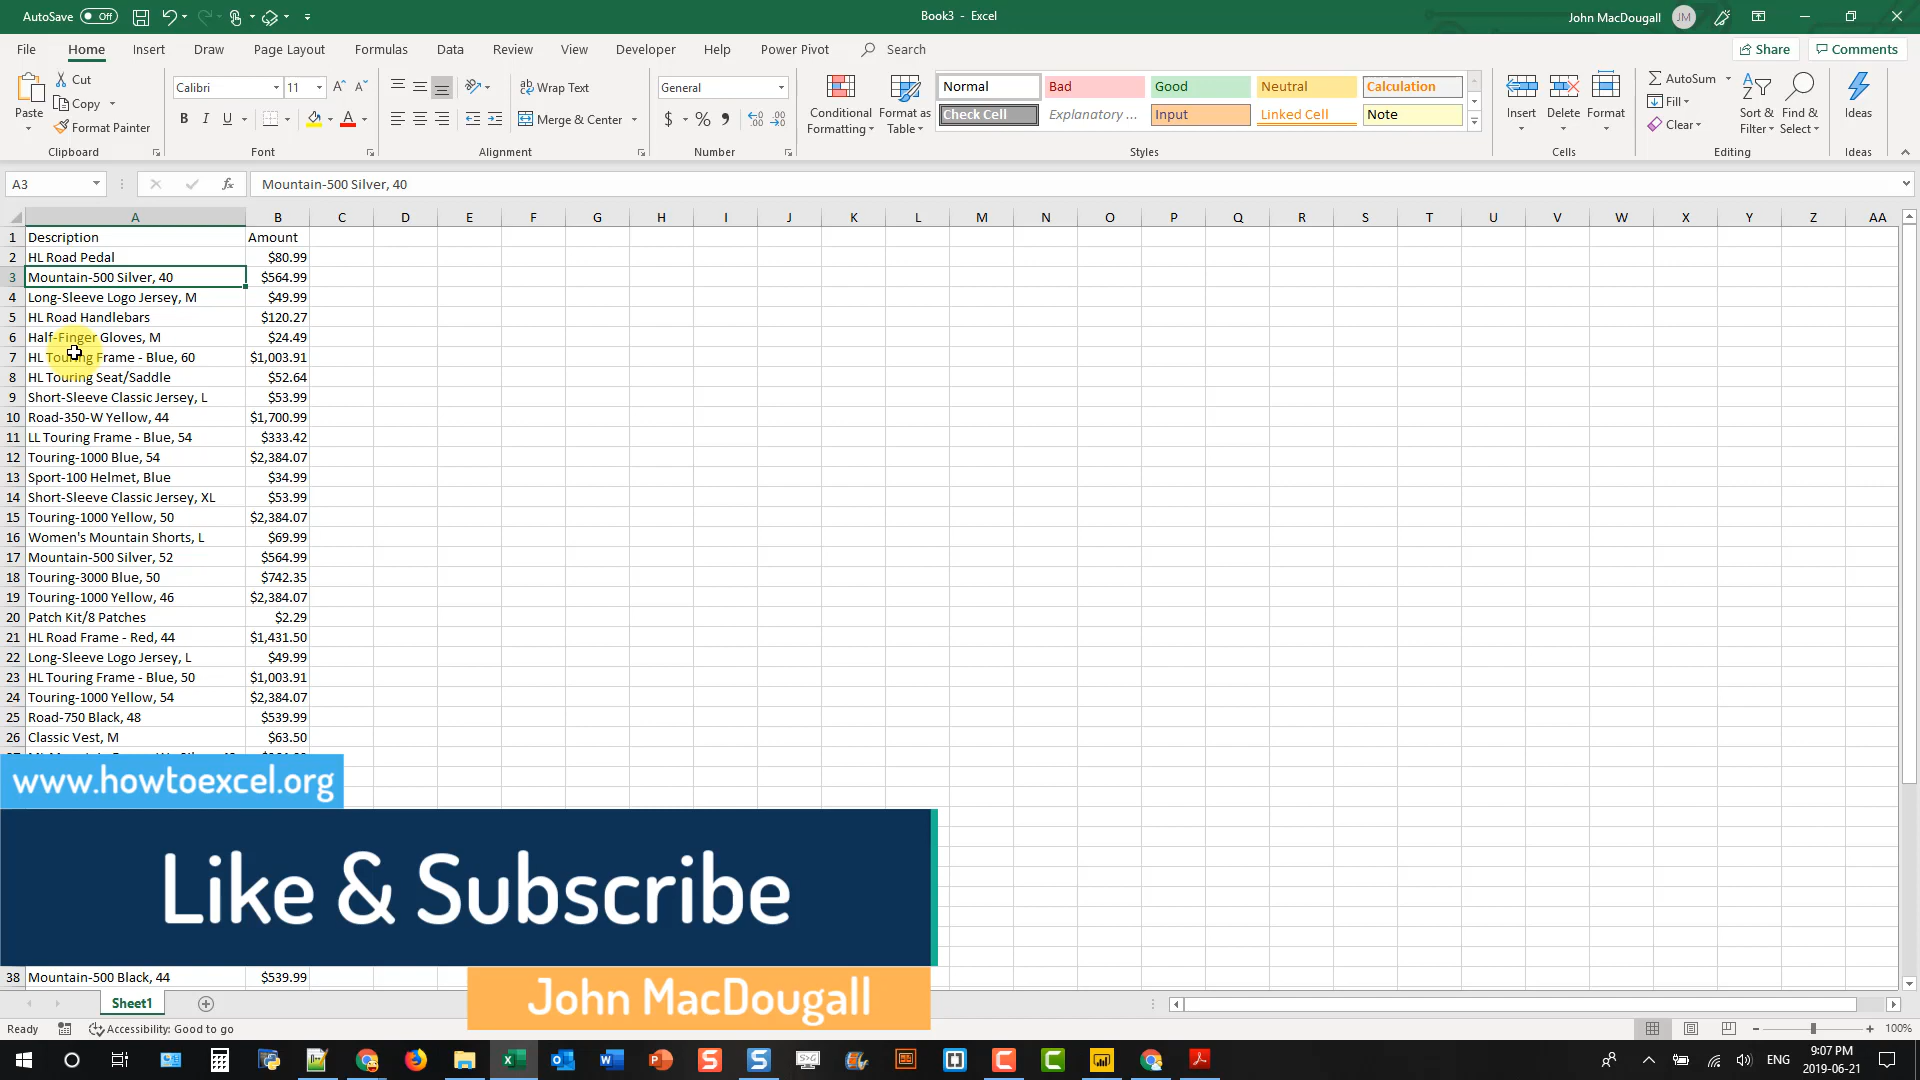 AutoSave Off
Book3 - Excel
John MacDougall JM
File Home Insert Draw Page Layout Formulas Data Review View Developer Help Power Pivot Search Share Comments
Paste Cut Copy Format Painter Clipboard
Calibri 11 B I U A Font
Wrap Text Merge & Center Alignment
General $ % Number
Conditional Formatting Format as Table
Normal Bad Good Neutral Calculation
Check Cell Explanatory ... Input Linked Cell Note
Styles
Insert Delete Format Cells
AutoSum Fill Clear Sort & Filter Find & Select Editing
Ideas Ideas
A3 fx Mountain-500 Silver, 40
A B C D E F G H I J K L M N O P Q R S T U V W X Y Z AA
1 Description Amount
2 HL Road Pedal $80.99
3 Mountain-500 Silver, 40 $564.99
4 Long-Sleeve Logo Jersey, M $49.99
5 HL Road Handlebars $120.27
6 Half-Finger Gloves, M $24.49
7 HL Touring Frame - Blue, 60 $1,003.91
8 HL Touring Seat/Saddle $52.64
9 Short-Sleeve Classic Jersey, L $53.99
10 Road-350-W Yellow, 44 $1,700.99
11 LL Touring Frame - Blue, 54 $333.42
12 Touring-1000 Blue, 54 $2,384.07
13 Sport-100 Helmet, Blue $34.99
14 Short-Sleeve Classic Jersey, XL $53.99
15 Touring-1000 Yellow, 50 $2,384.07
16 Women's Mountain Shorts, L $69.99
17 Mountain-500 Silver, 52 $564.99
18 Touring-3000 Blue, 50 $742.35
19 Touring-1000 Yellow, 46 $2,384.07
20 Patch Kit/8 Patches $2.29
21 HL Road Frame - Red, 44 $1,431.50
22 Long-Sleeve Logo Jersey, L $49.99
23 HL Touring Frame - Blue, 50 $1,003.91
24 Touring-1000 Yellow, 54 $2,384.07
25 Road-750 Black, 48 $539.99
26 Classic Vest, M $63.50
www.howtoexcel.org
Like & Subscribe
38 Mountain-500 Black, 44 $539.99
John MacDougall
Sheet1
Ready Accessibility: Good to go 100%
ENG 9:07 PM
2019-06-21